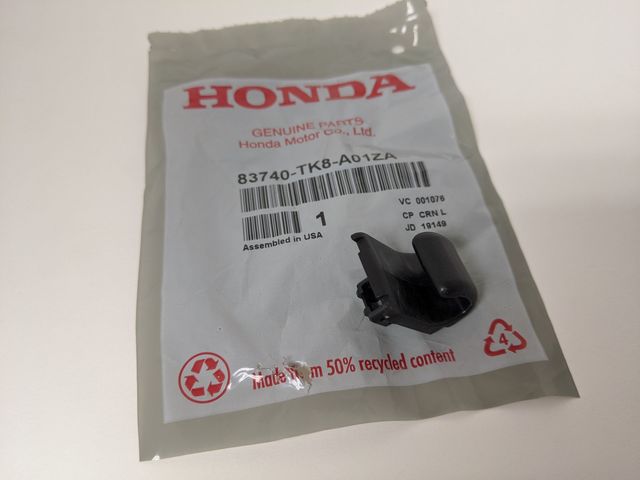 HONDA
GENUINE PARTS
Honda Motor Co., Ltd.
83740-TK8-A01ZA
1
VC 001076
CP CRN L
JD 19149
Assembled in USA
Made from 50% recycled content
4